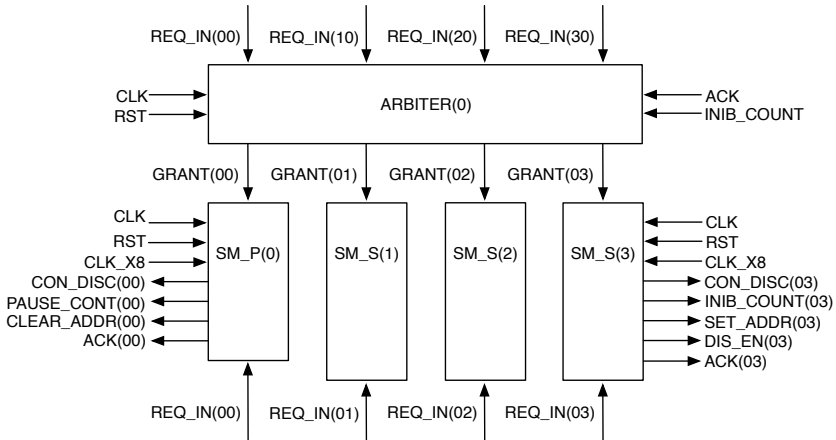 REQ_IN(00) REQ_IN(10) REQ_IN(20) REQ_IN(30)
CLK
RST
ARBITER(0)
ACK
INIB_COUNT
GRANT(00) GRANT(01) GRANT(02) GRANT(03)
CLK
RST
CLK_X8
CON_DISC(00)
PAUSE_CONT(00)
CLEAR_ADDR(00)
ACK(00)
SM_P(0) SM_S(1) SM_S(2) SM_S(3)
CLK
RST
CLK_X8
CON_DISC(03)
INIB_COUNT(03)
SET_ADDR(03)
DIS_EN(03)
ACK(03)
REQ_IN(00) REQ_IN(01) REQ_IN(02) REQ_IN(03)